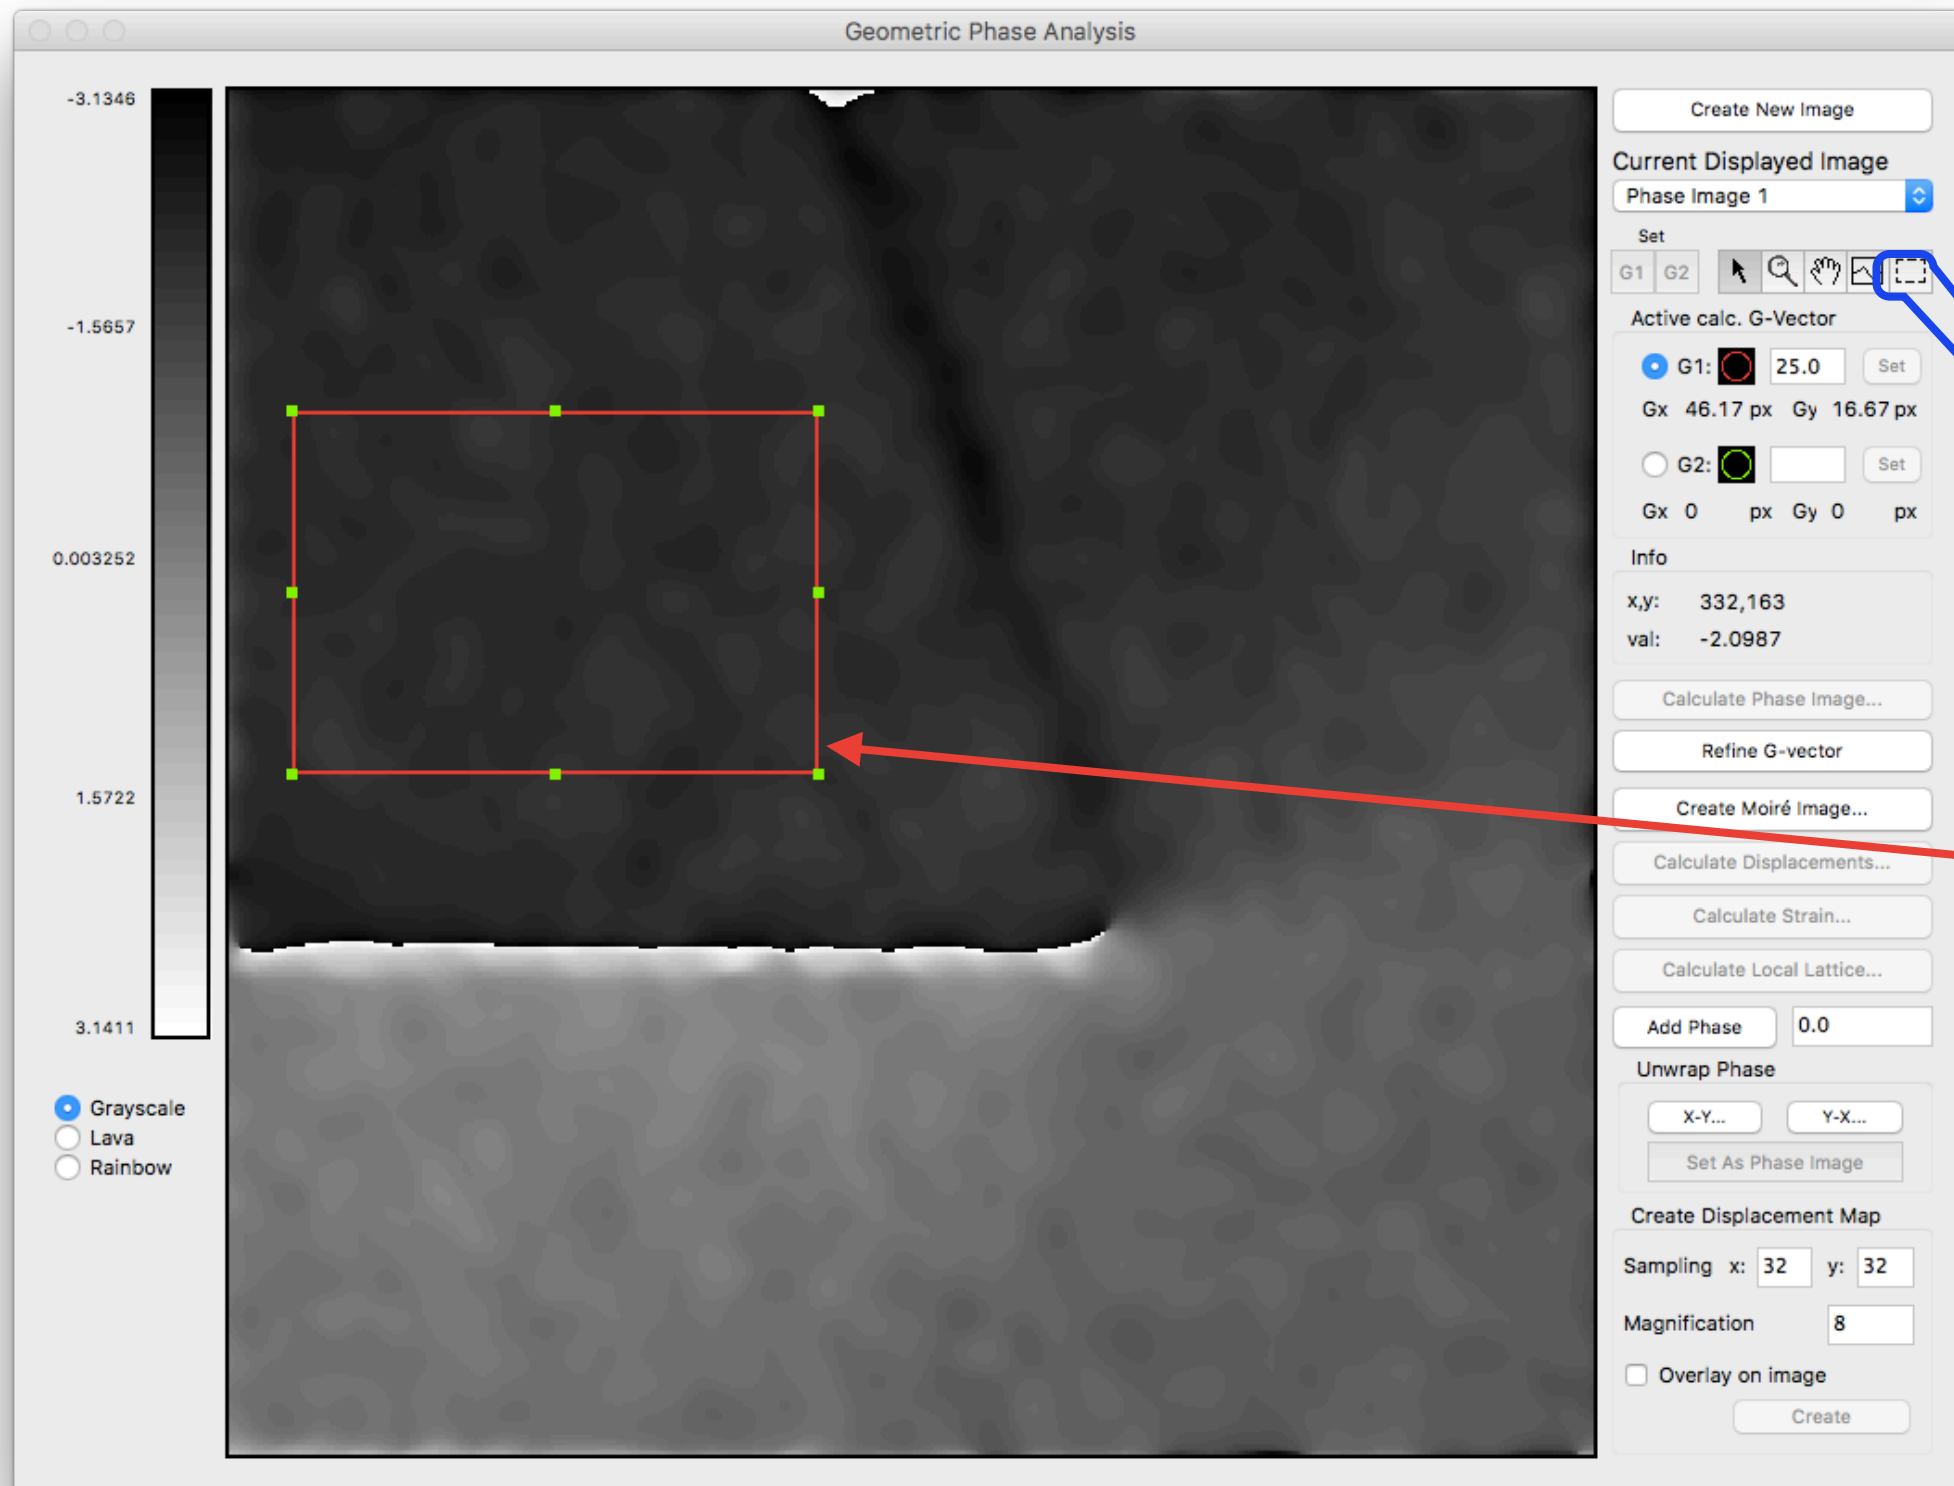 Geometric Phase Analysis
-3.1346
-1.5657
0.003252
1.5722
3.1411
Grayscale
Lava
Rainbow
Create New Image
Current Displayed Image
Phase Image 1
Set
G1 G2
Active calc. G-Vector
G1: 25.0 Set
Gx 46.17 px Gy 16.67 px
G2: Set
Gx 0 px Gy 0 px
Info
x,y: 332,163
val: -2.0987
Calculate Phase Image...
Refine G-vector
Create Moiré Image...
Calculate Displacements...
Calculate Strain...
Calculate Local Lattice...
Add Phase 0.0
Unwrap Phase
X-Y... Y-X...
Set As Phase Image
Create Displacement Map
Sampling x: 32 y: 32
Magnification 8
Overlay on image
Create